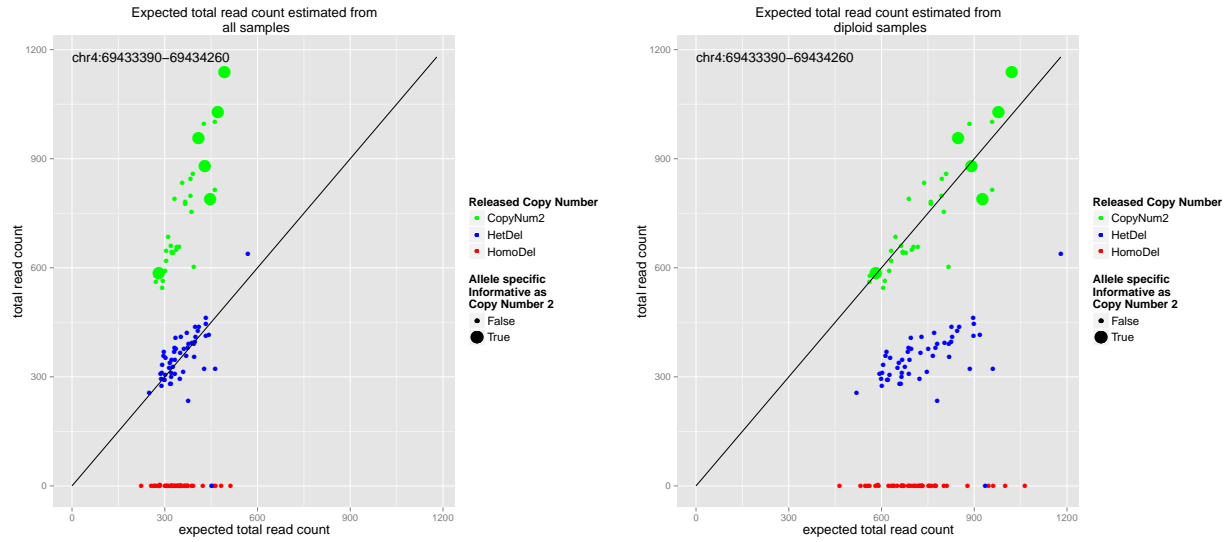 Expected total read count estimated from
all samples
chr4:69433390−69434260
1200
900
600
300
0
total read count
0
300
600
900
1200
expected total read count
Released Copy Number
CopyNum2
HetDel
HomoDel
Allele specific
Informative as
Copy Number 2
False
True
Expected total read count estimated from
diploid samples
chr4:69433390−69434260
1200
900
600
300
0
total read count
0
300
600
900
1200
expected total read count
Released Copy Number
CopyNum2
HetDel
HomoDel
Allele specific
Informative as
Copy Number 2
False
True